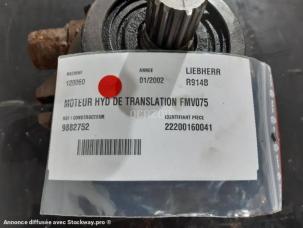 MACHINE ANNEE LIEBHERR
120060 01/2002 R914B
MOTEUR HYD DE TRANSLATION FMV075
REF. CONSTRUCTEUR IDENTIFIANT PIECE
9882752 22200160041
Annonce diffusée avec Stockway.pro ®